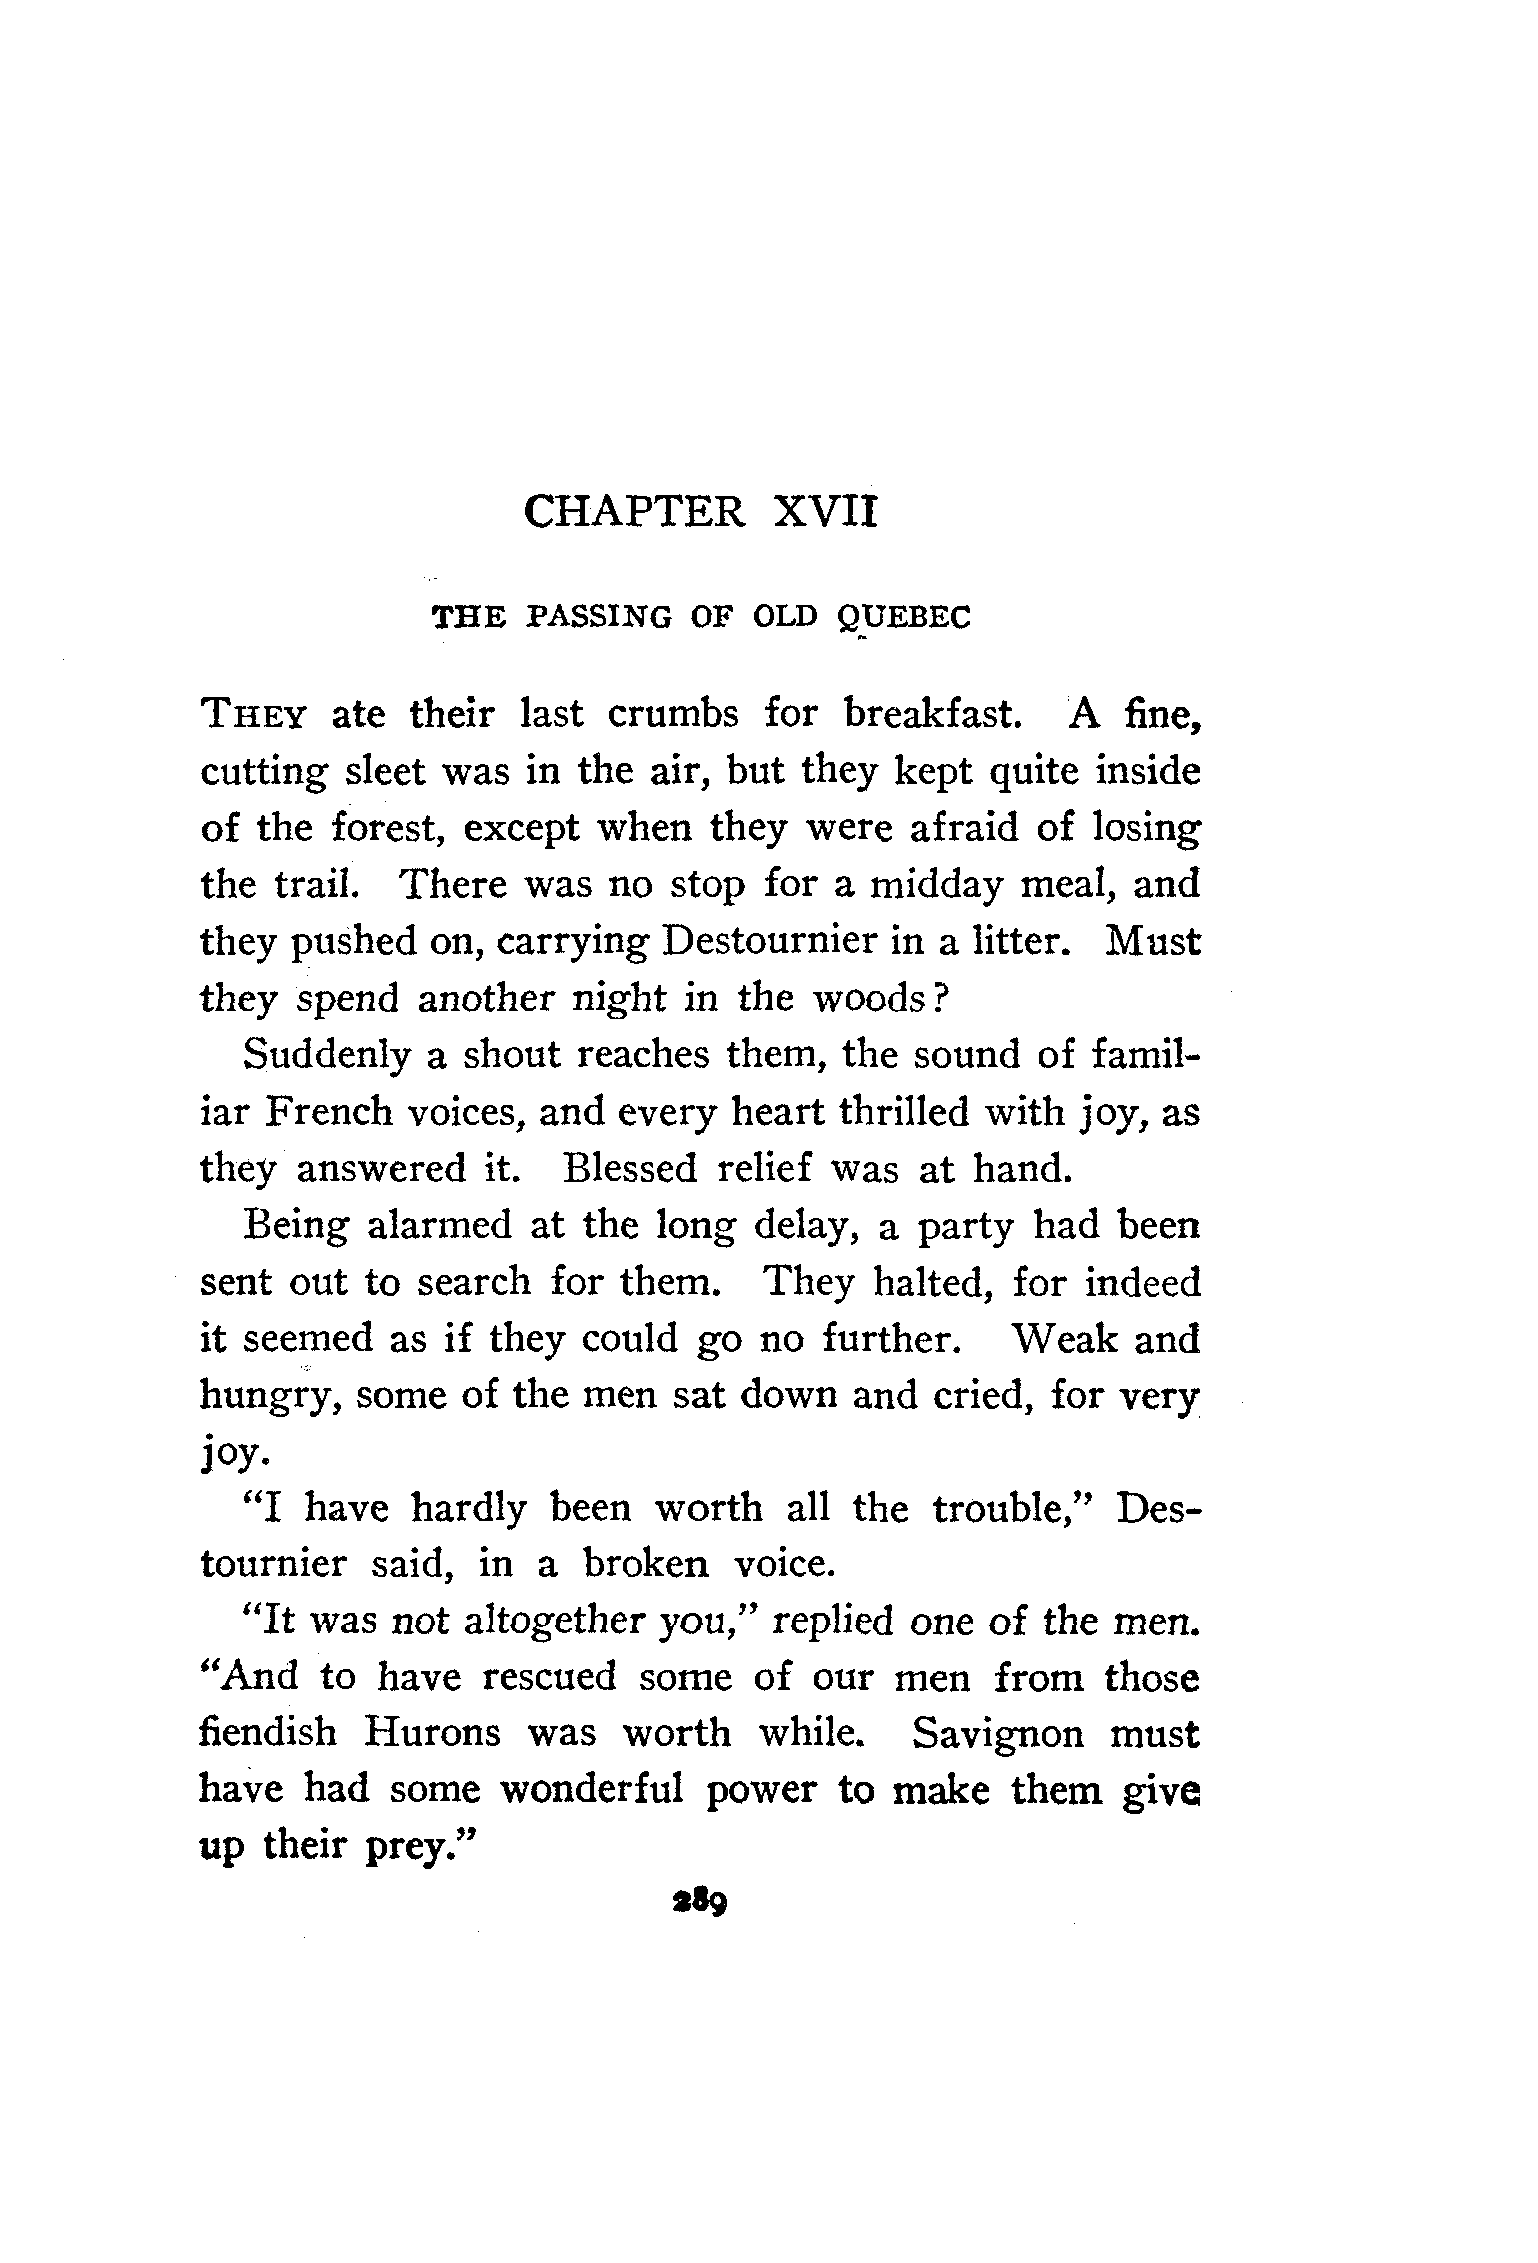 CHAPTER XVII
THE PASSING OF OLD QUEBEC
THEY ate their last crumbs for breakfast. A fine,
cutting sleet was in the air, but they kept quite inside
of the forest, except when they were afraid of losing
the trail. There was no stop for a midday meal, and
they pushed on, carrying Destournier in a litter. Must
they spend another night in the woods?
Suddenly a shout reaches them, the sound of famil-
iar French voices, and every heart thrilled with joy, as
they answered it. Blessed relief was at hand.
Being alarmed at the long delay, a party had been
sent out to search for them. They halted, for indeed
it seemed as if they could go no further. Weak and
hungry, some of the men sat down and cried, for very
joy.
"I have hardly been worth all the trouble," Des-
tournier said, in a broken voice.
"It was not altogether you," replied one of the men.
"And to have rescued some of our men from those
fiendish Hurons was worth while. Savignon must
have had some wonderful power to make them give
up their prey."
289